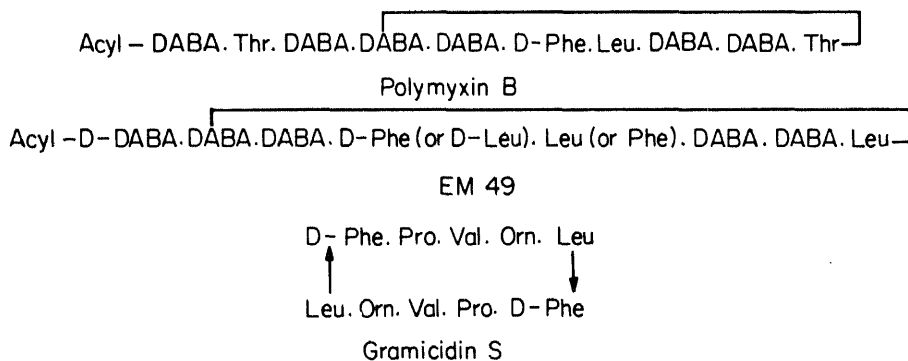 Acyl – DABA. Thr. DABA. DABA. DABA. D-Phe. Leu. DABA. DABA. Thr
Polymyxin B
Acyl -D-DABA. DABA. DABA. D-Phe (or D-Leu). Leu (or Phe). DABA. DABA. Leu
EM 49
D- Phe. Pro. Val. Orn. Leu
Leu. Orn. Val. Pro. D-Phe
Gramicidin S